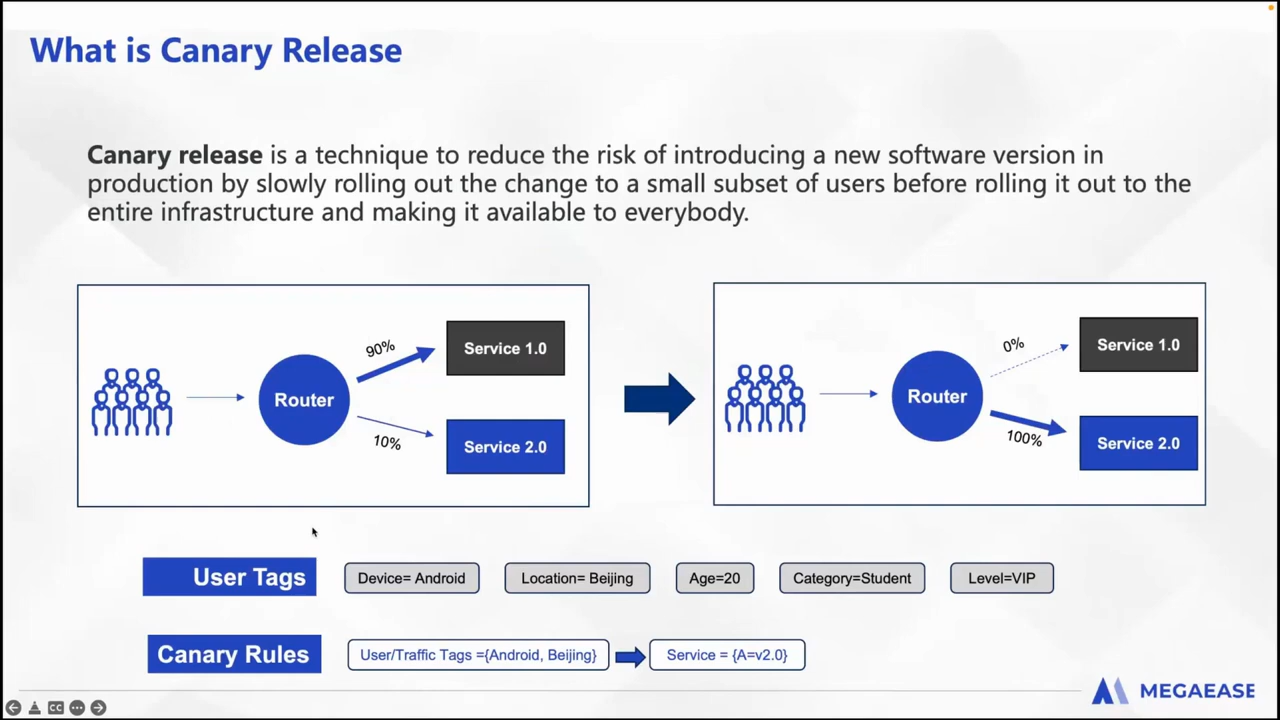 What is Canary Release
Canary release is a technique to reduce the risk of introducing a new software version in
production by slowly rolling out the change to a small subset of users before rolling it out to the
entire infrastructure and making it available to everybody.
Router
90%
10%
Service 1.0
Service 2.0
Router
0%
100%
Service 1.0
Service 2.0
User Tags
Device= Android
Location= Beijing
Age=20
Category=Student
Level=VIP
Canary Rules
User/Traffic Tags ={Android, Beijing}
Service = {A=v2.0}
CC
MEGAEASE